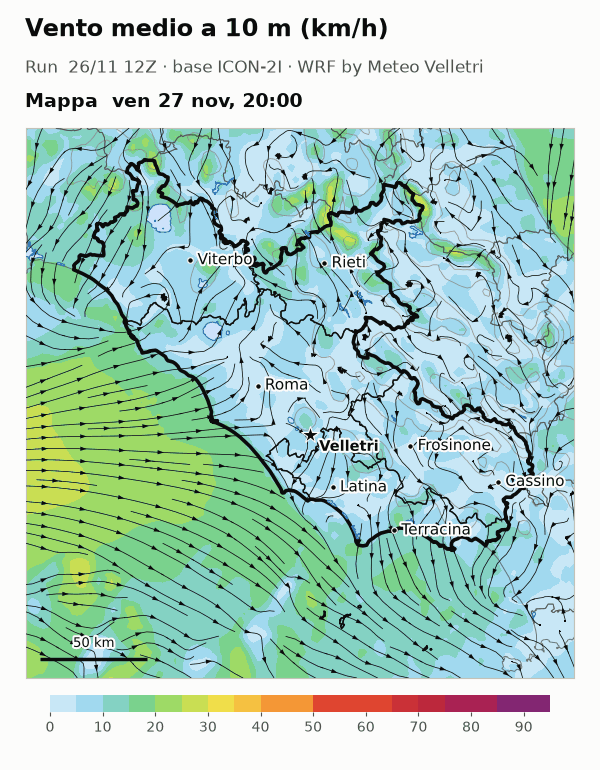 Vento medio a 10 m (km/h)
Run  26/11 12Z · base ICON-2I · WRF by Meteo Velletri
Mappa  ven 27 nov, 20:00
Viterbo
Rieti
Roma
Velletri
Frosinone
Latina
Cassino
Terracina
50 km
0 10 20 30 40 50 60 70 80 90